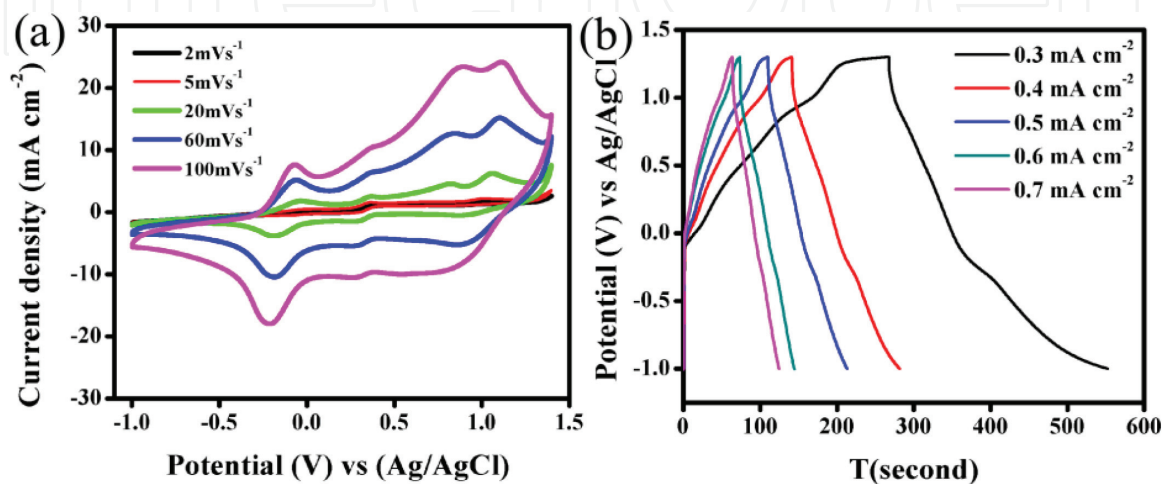 (a)
30
20
10
0
-10
-20
-30
Current density (mA cm⁻²)
2mVs⁻¹
5mVs⁻¹
20mVs⁻¹
60mVs⁻¹
100mVs⁻¹
-1.0 -0.5 0.0 0.5 1.0 1.5
Potential (V) vs (Ag/AgCl)
(b)
1.5
1.0
0.5
0.0
-0.5
-1.0
Potential (V) vs Ag/AgCl
0.3 mA cm⁻²
0.4 mA cm⁻²
0.5 mA cm⁻²
0.6 mA cm⁻²
0.7 mA cm⁻²
0 100 200 300 400 500 600
T(second)